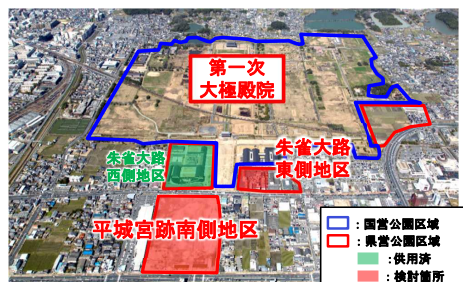 第一次
大極殿院
朱雀大路
西側地区
朱雀大路
東側地区
平城宮跡南側地区
：国営公園区域
：県営公園区域
：供用済
：検討箇所